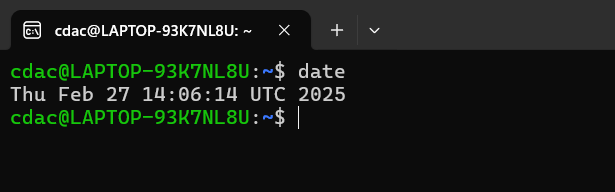 cdac@LAPTOP-93K7NL8U: ~
cdac@LAPTOP-93K7NL8U:~$ date
Thu Feb 27 14:06:14 UTC 2025
cdac@LAPTOP-93K7NL8U:~$